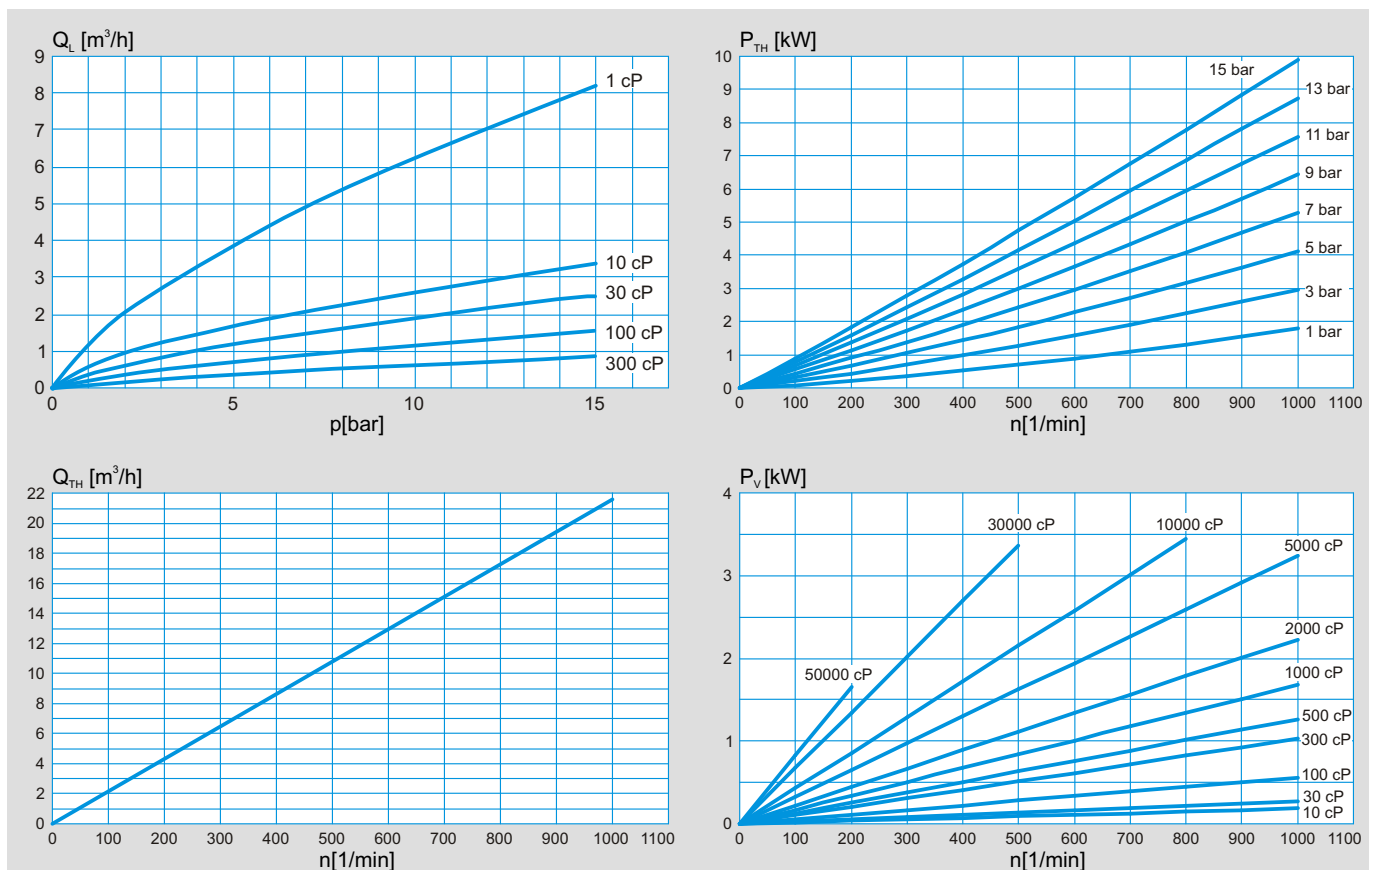 Q_L [m³/h]
9
8
7
6
5
4
3
2
1
0
1 cP
10 cP
30 cP
100 cP
300 cP
0 5 10 15
p[bar]
P_TH [kW]
10
9
8
7
6
5
4
3
2
1
0
15 bar
13 bar
11 bar
9 bar
7 bar
5 bar
3 bar
1 bar
0 100 200 300 400 500 600 700 800 900 1000 1100
n[1/min]
Q_TH [m³/h]
22
20
18
16
14
12
10
8
6
4
2
0
0 100 200 300 400 500 600 700 800 900 1000 1100
n[1/min]
P_V [kW]
4
3
2
1
0
30000 cP
10000 cP
5000 cP
2000 cP
50000 cP
1000 cP
500 cP
300 cP
100 cP
30 cP
10 cP
0 100 200 300 400 500 600 700 800 900 1000 1100
n[1/min]